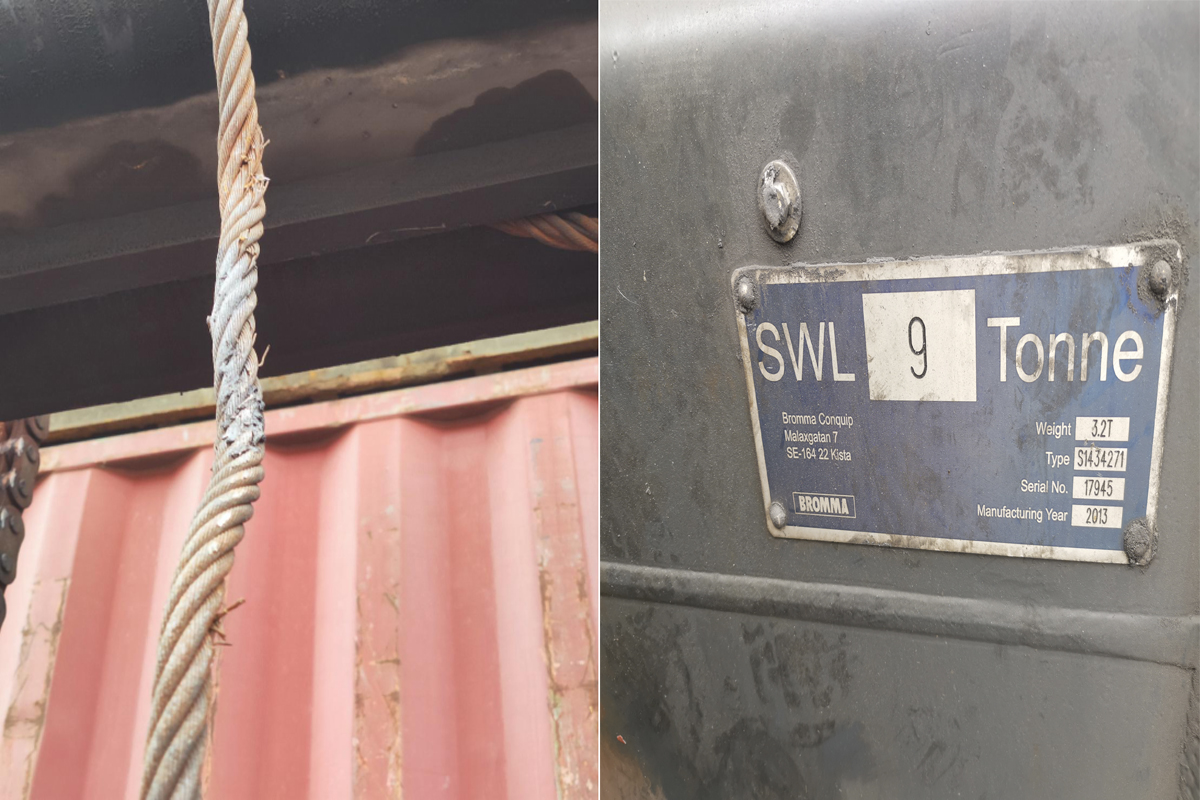 SWL 9 Tonne
Bromma Conquip
Malaxgatan 7
SE-164 22 Kista
BROMMA
Weight 3.2T
Type S1434271
Serial No. 17945
Manufacturing Year 2013